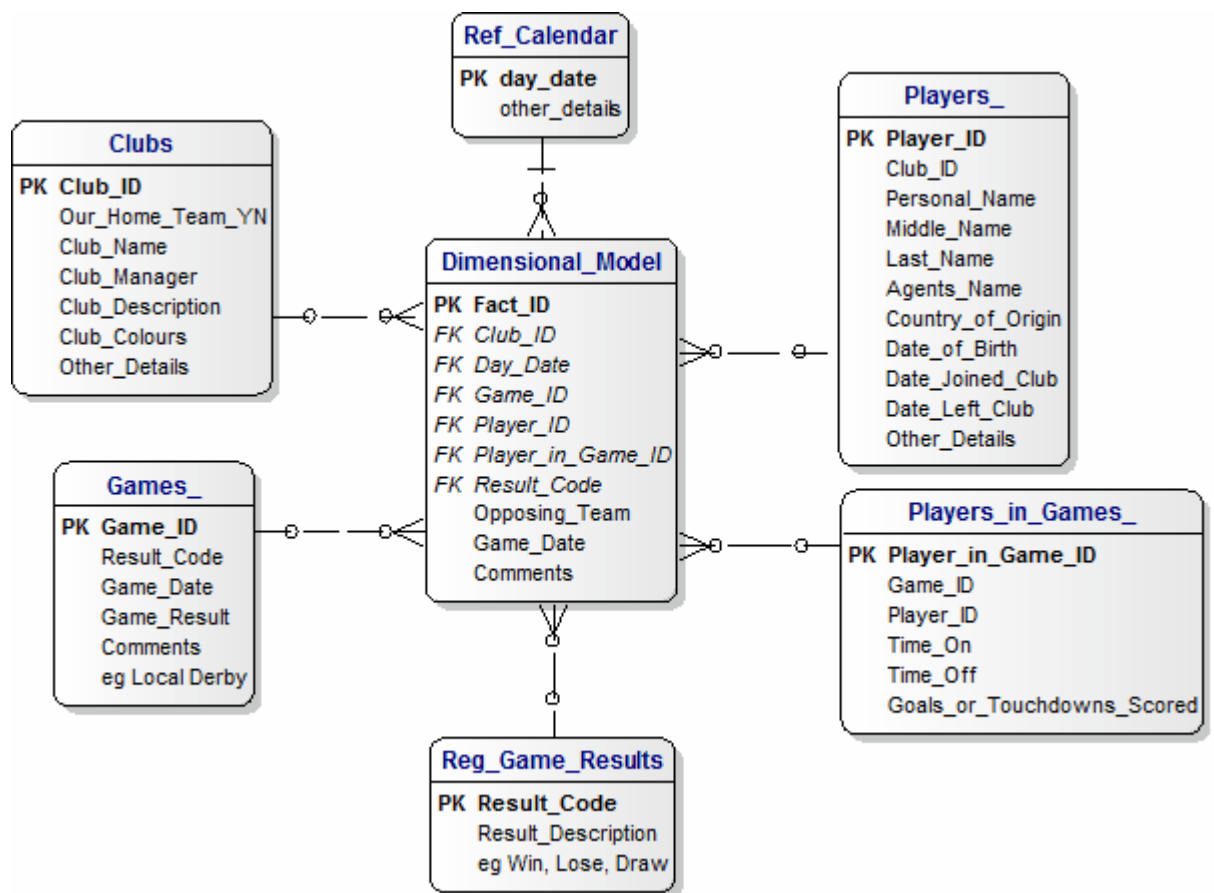 Ref_Calendar
PK day_date
other_details
Clubs
PK Club_ID
Our_Home_Team_YN
Club_Name
Club_Manager
Club_Description
Club_Colours
Other_Details
Players_
PK Player_ID
Club_ID
Personal_Name
Middle_Name
Last_Name
Agents_Name
Country_of_Origin
Date_of_Birth
Date_Joined_Club
Date_Left_Club
Other_Details
Dimensional_Model
PK Fact_ID
FK Club_ID
FK Day_Date
FK Game_ID
FK Player_ID
FK Player_in_Game_ID
FK Result_Code
Opposing_Team
Game_Date
Comments
Games_
PK Game_ID
Result_Code
Game_Date
Game_Result
Comments
eg Local Derby
Players_in_Games_
PK Player_in_Game_ID
Game_ID
Player_ID
Time_On
Time_Off
Goals_or_Touchdowns_Scored
Reg_Game_Results
PK Result_Code
Result_Description
eg Win, Lose, Draw